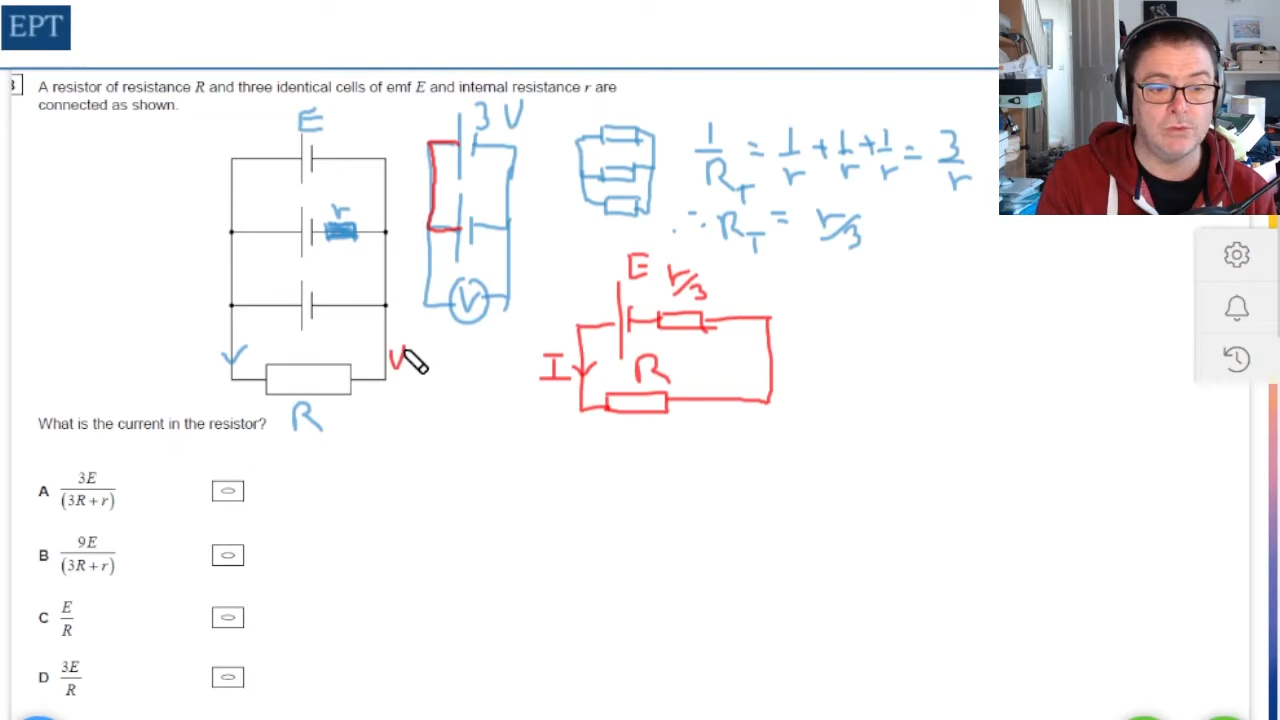 EPT
A resistor of resistance R and three identical cells of emf E and internal resistance r are
connected as shown.
E
r
R
3 V
V
1/R_T = 1/r + 1/r + 1/r = 3/r
∴ R_T = r/3
E r/3
I
R
V
What is the current in the resistor?
A 3E/(3R + r)
B 9E/(3R + r)
C E/R
D 3E/R